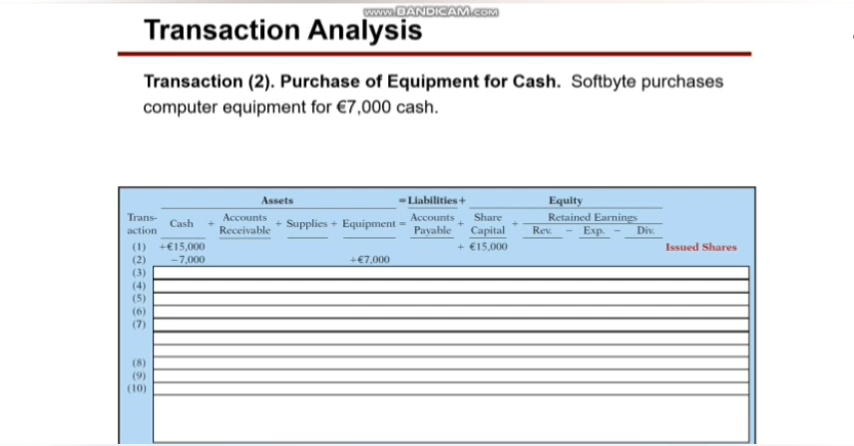 www.BANDICAM.COM
Transaction Analysis
Transaction (2). Purchase of Equipment for Cash. Softbyte purchases
computer equipment for €7,000 cash.
Assets = Liabilities + Equity
Trans- Accounts Accounts Share Retained Earnings
action Cash + Receivable + Supplies + Equipment = Payable + Capital + Rev. − Exp. − Div.
(1) +€15,000 + €15,000 Issued Shares
(2) −7,000 +€7,000
(3)
(4)
(5)
(6)
(7)
(8)
(9)
(10)